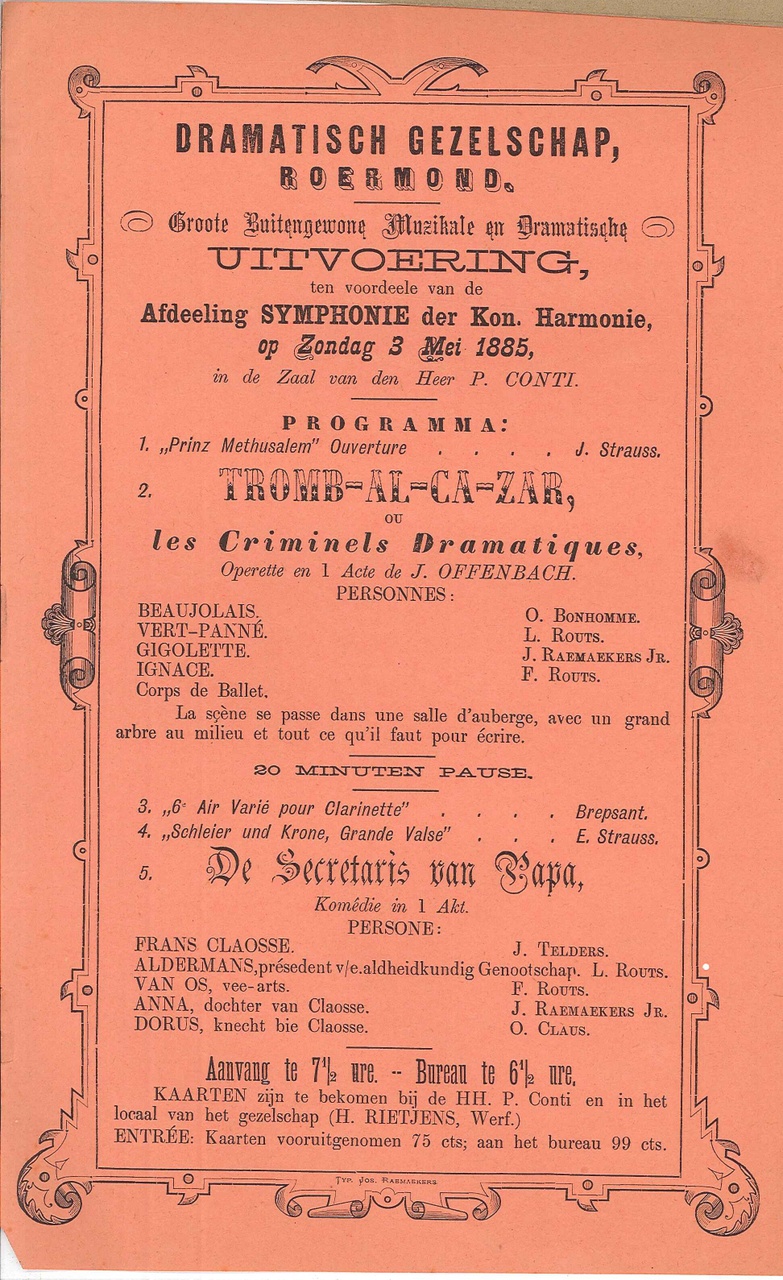 DRAMATISCH GEZELSCHAP,
ROERMOND.
Groote Buitengewone Muzikale en Dramatische
UITVOERING,
ten voordeele van de
Afdeeling SYMPHONIE der Kon. Harmonie,
op Zondag 3 Mei 1885,
in de Zaal van den Heer P. CONTI.
PROGRAMMA:
1. „Prinz Methusalem" Ouverture . . . . J. Strauss.
2. TROMB-AL-CA-ZAR,
OU
les Criminels Dramatiques,
Operette en 1 Acte de J. OFFENBACH.
PERSONNES:
BEAUJOLAIS. O. BONHOMME.
VERT-PANNÉ. L. ROUTS.
GIGOLETTE. J. RAEMAEKERS JR.
IGNACE. F. ROUTS.
Corps de Ballet.
La sçène se passe dans une salle d'auberge, avec un grand
arbre au milieu et tout ce qu'il faut pour écrire.
20 MINUTEN PAUSE.
3. „6e Air Varié pour Clarinette" . . . . Brepsant.
4. „Schleier und Krone, Grande Valse" . . . E. Strauss.
5. De Secretaris van Papa,
Komédie in 1 Akt.
PERSONE:
FRANS CLAOSSE. J. TELDERS.
ALDERMANS,présedent v/e.aldheidkundig Genootschap. L. ROUTS.
VAN OS, vee-arts. F. ROUTS.
ANNA, dochter van Claosse. J. RAEMAEKERS JR.
DORUS, knecht bie Claosse. O. CLAUS.
Aanvang te 7½ ure. -- Bureau te 6½ ure.
KAARTEN zijn te bekomen bij de HH. P. Conti en in het
locaal van het gezelschap (H. RIETJENS, Werf.)
ENTRÉE: Kaarten vooruitgenomen 75 cts; aan het bureau 99 cts.
TYP. JOS. RAEMAEKERS.